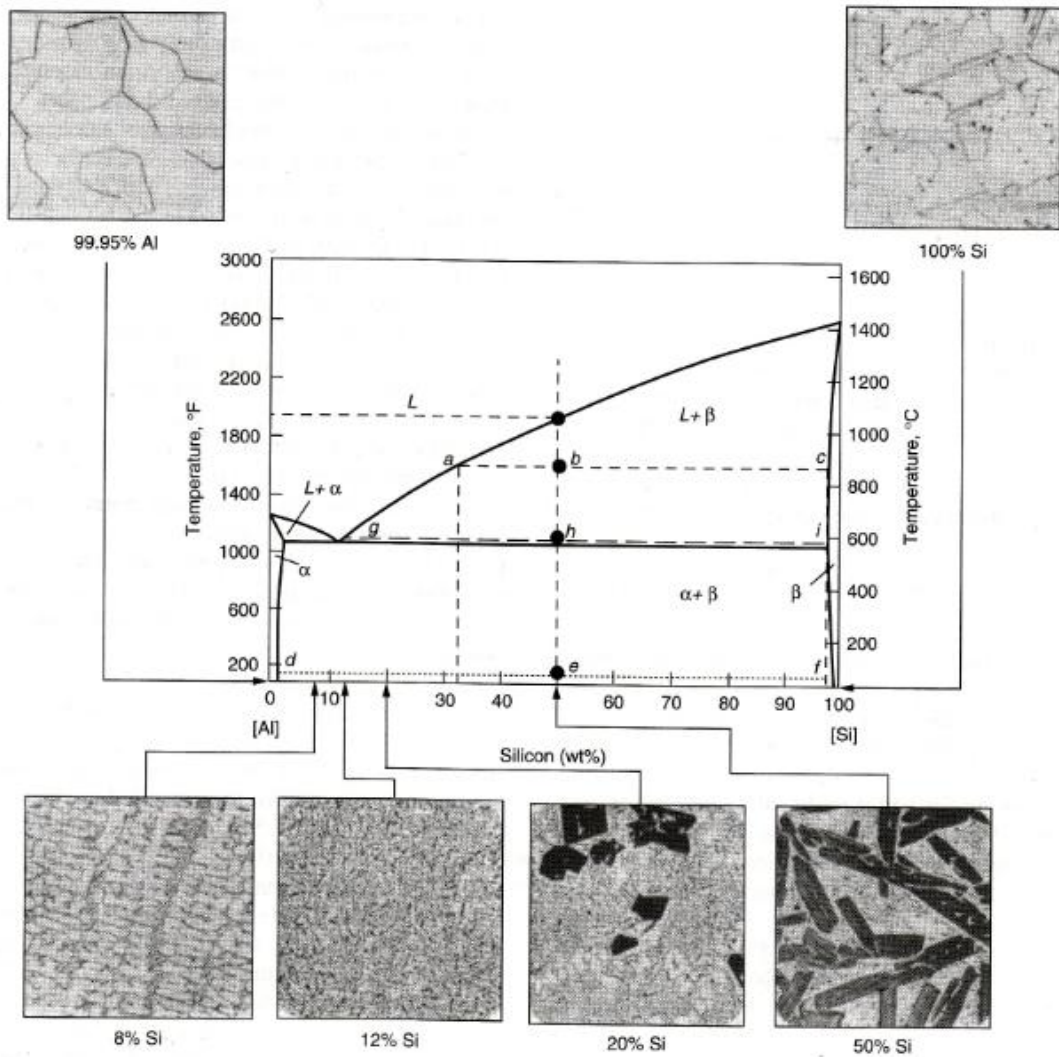 99.95% Al
100% Si
3000
2600
2200
1800
1400
1000
600
200
Temperature, °F
1600
1400
1200
1000
800
600
400
200
Temperature, °C
L
L+ β
a
b
c
L+ α
g
h
i
α
α+ β
β
d
e
f
0 10 20 30 40 50 60 70 80 90 100
[Al]
[Si]
Silicon (wt%)
8% Si
12% Si
20% Si
50% Si